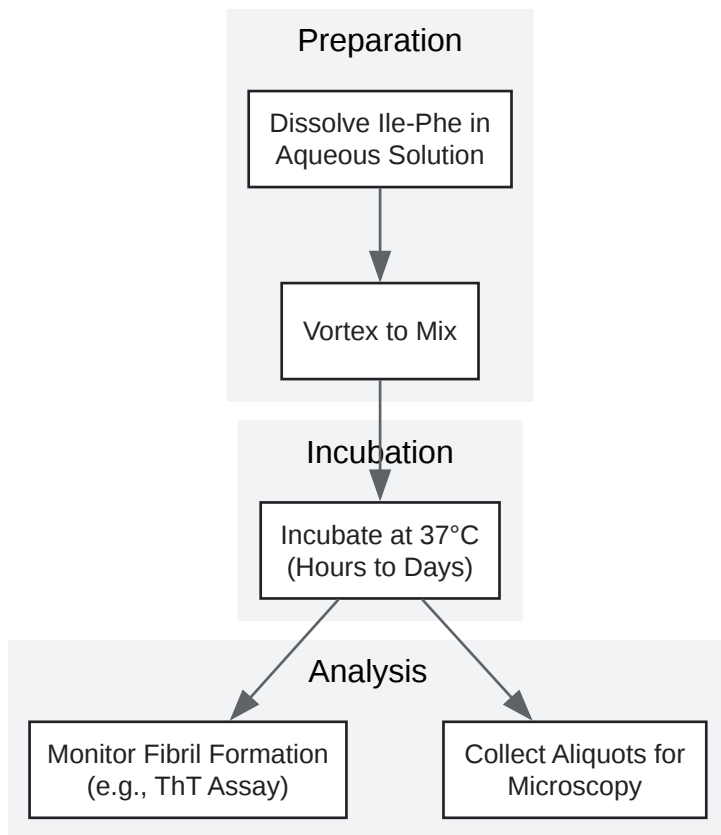 Preparation
Dissolve Ile-Phe in
Aqueous Solution
Vortex to Mix
Incubation
Incubate at 37°C
(Hours to Days)
Analysis
Monitor Fibril Formation
(e.g., ThT Assay)
Collect Aliquots for
Microscopy